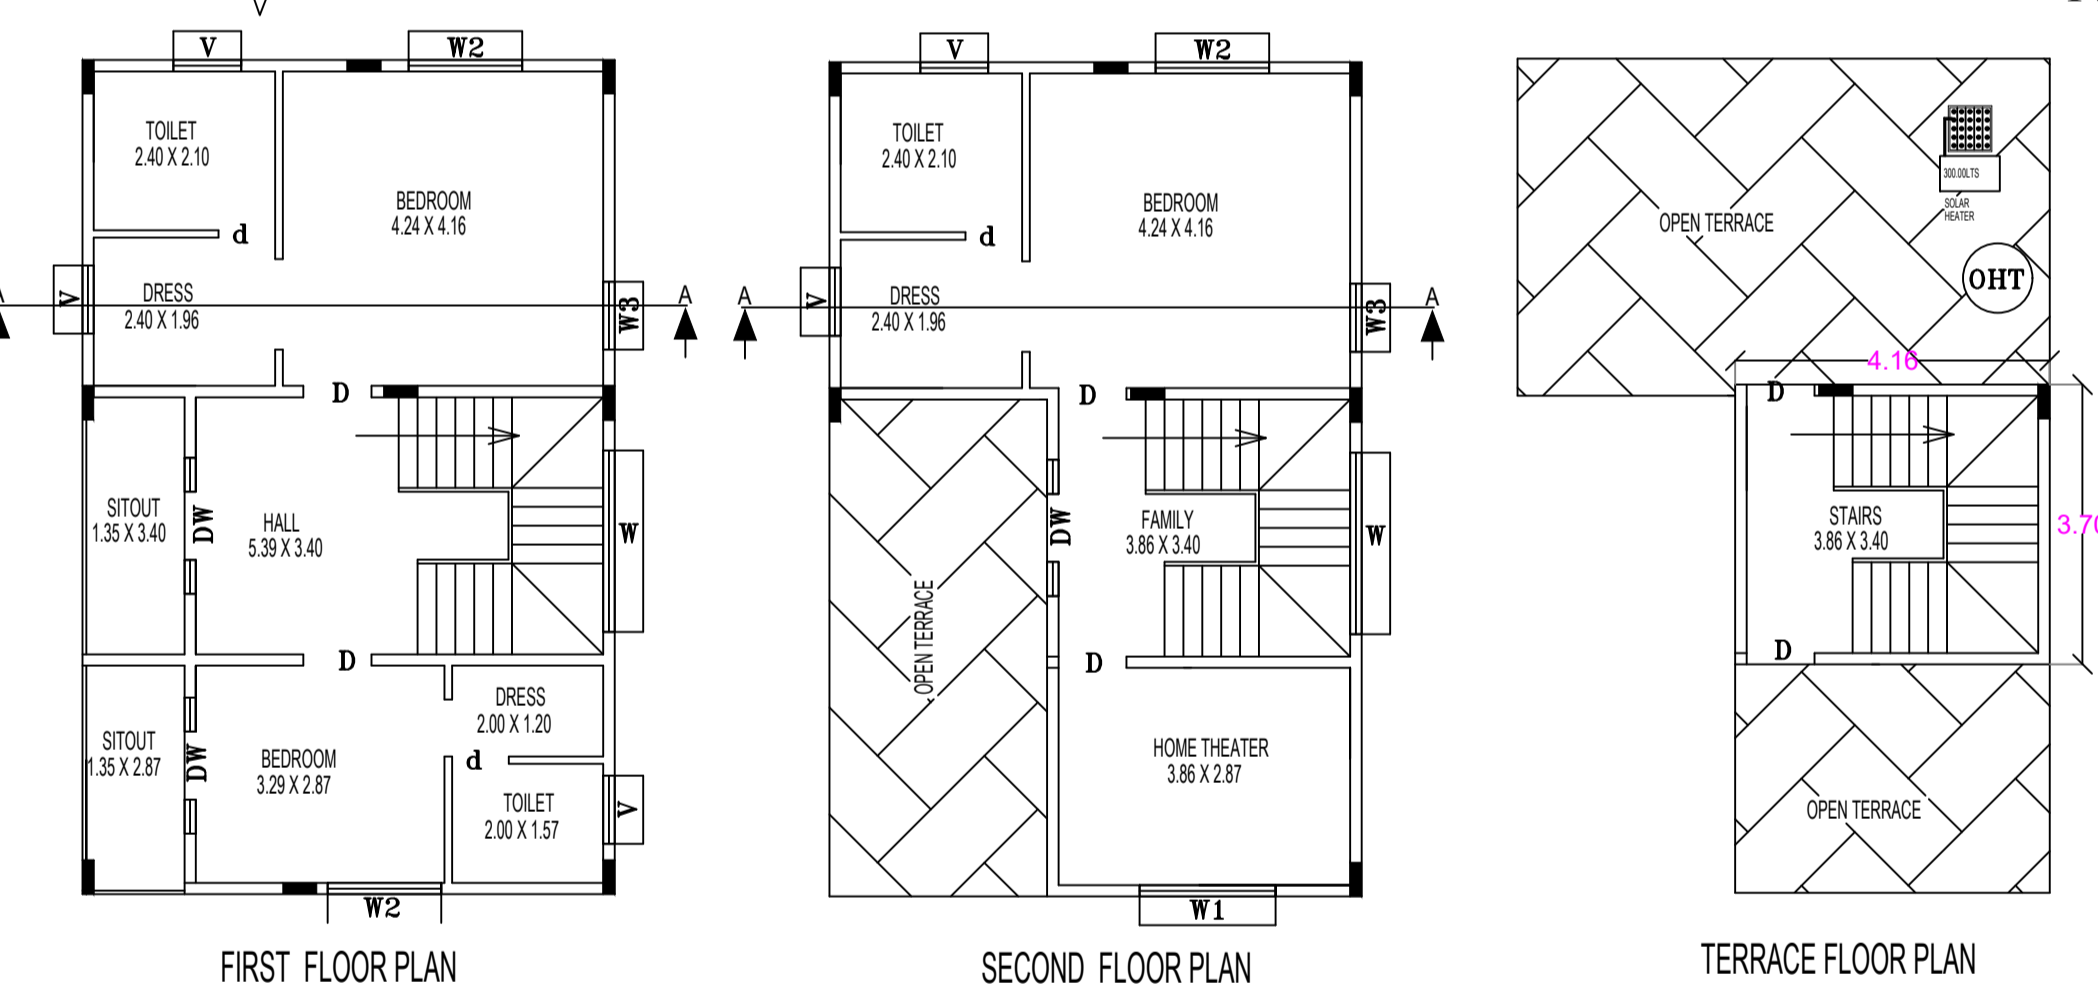 V
V
W2
TOILET
2.40 X 2.10
BEDROOM
4.24 X 4.16
d
V
DRESS
2.40 X 1.96
W3
A
D
SITOUT
1.35 X 3.40
DW
HALL
5.39 X 3.40
W
D
SITOUT
1.35 X 2.87
DW
BEDROOM
3.29 X 2.87
DRESS
2.00 X 1.20
d
TOILET
2.00 X 1.57
V
W2
FIRST FLOOR PLAN
V
W2
TOILET
2.40 X 2.10
BEDROOM
4.24 X 4.16
d
A
V
DRESS
2.40 X 1.96
W3
A
D
DW
FAMILY
3.86 X 3.40
W
OPEN TERRACE
D
HOME THEATER
3.86 X 2.87
W1
SECOND FLOOR PLAN
300.00LTS
SOLAR
HEATER
OPEN TERRACE
OHT
4.16
D
STAIRS
3.86 X 3.40
3.70
D
OPEN TERRACE
TERRACE FLOOR PLAN